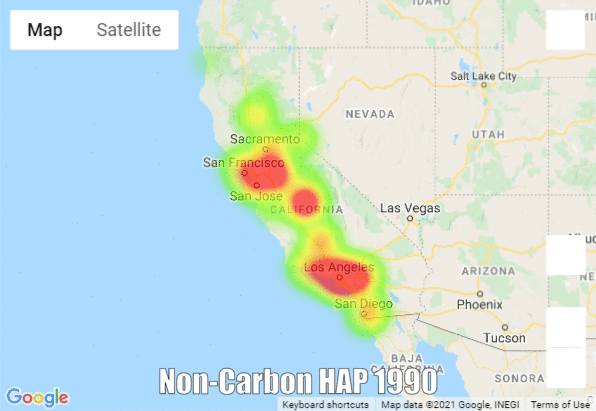 IDAHO
Map Satellite
Salt Lake City
NEVADA
UTAH
Sacramento
San Francisco
San Jose
CALIFORNIA
Las Vegas
Los Angeles
ARIZONA
San Diego
Phoenix
Tucson
BAJA
CALIFORNIA
SONORA
Non-Carbon HAP 1990
Google
Keyboard shortcuts Map data ©2021 Google, INEGI Terms of Use